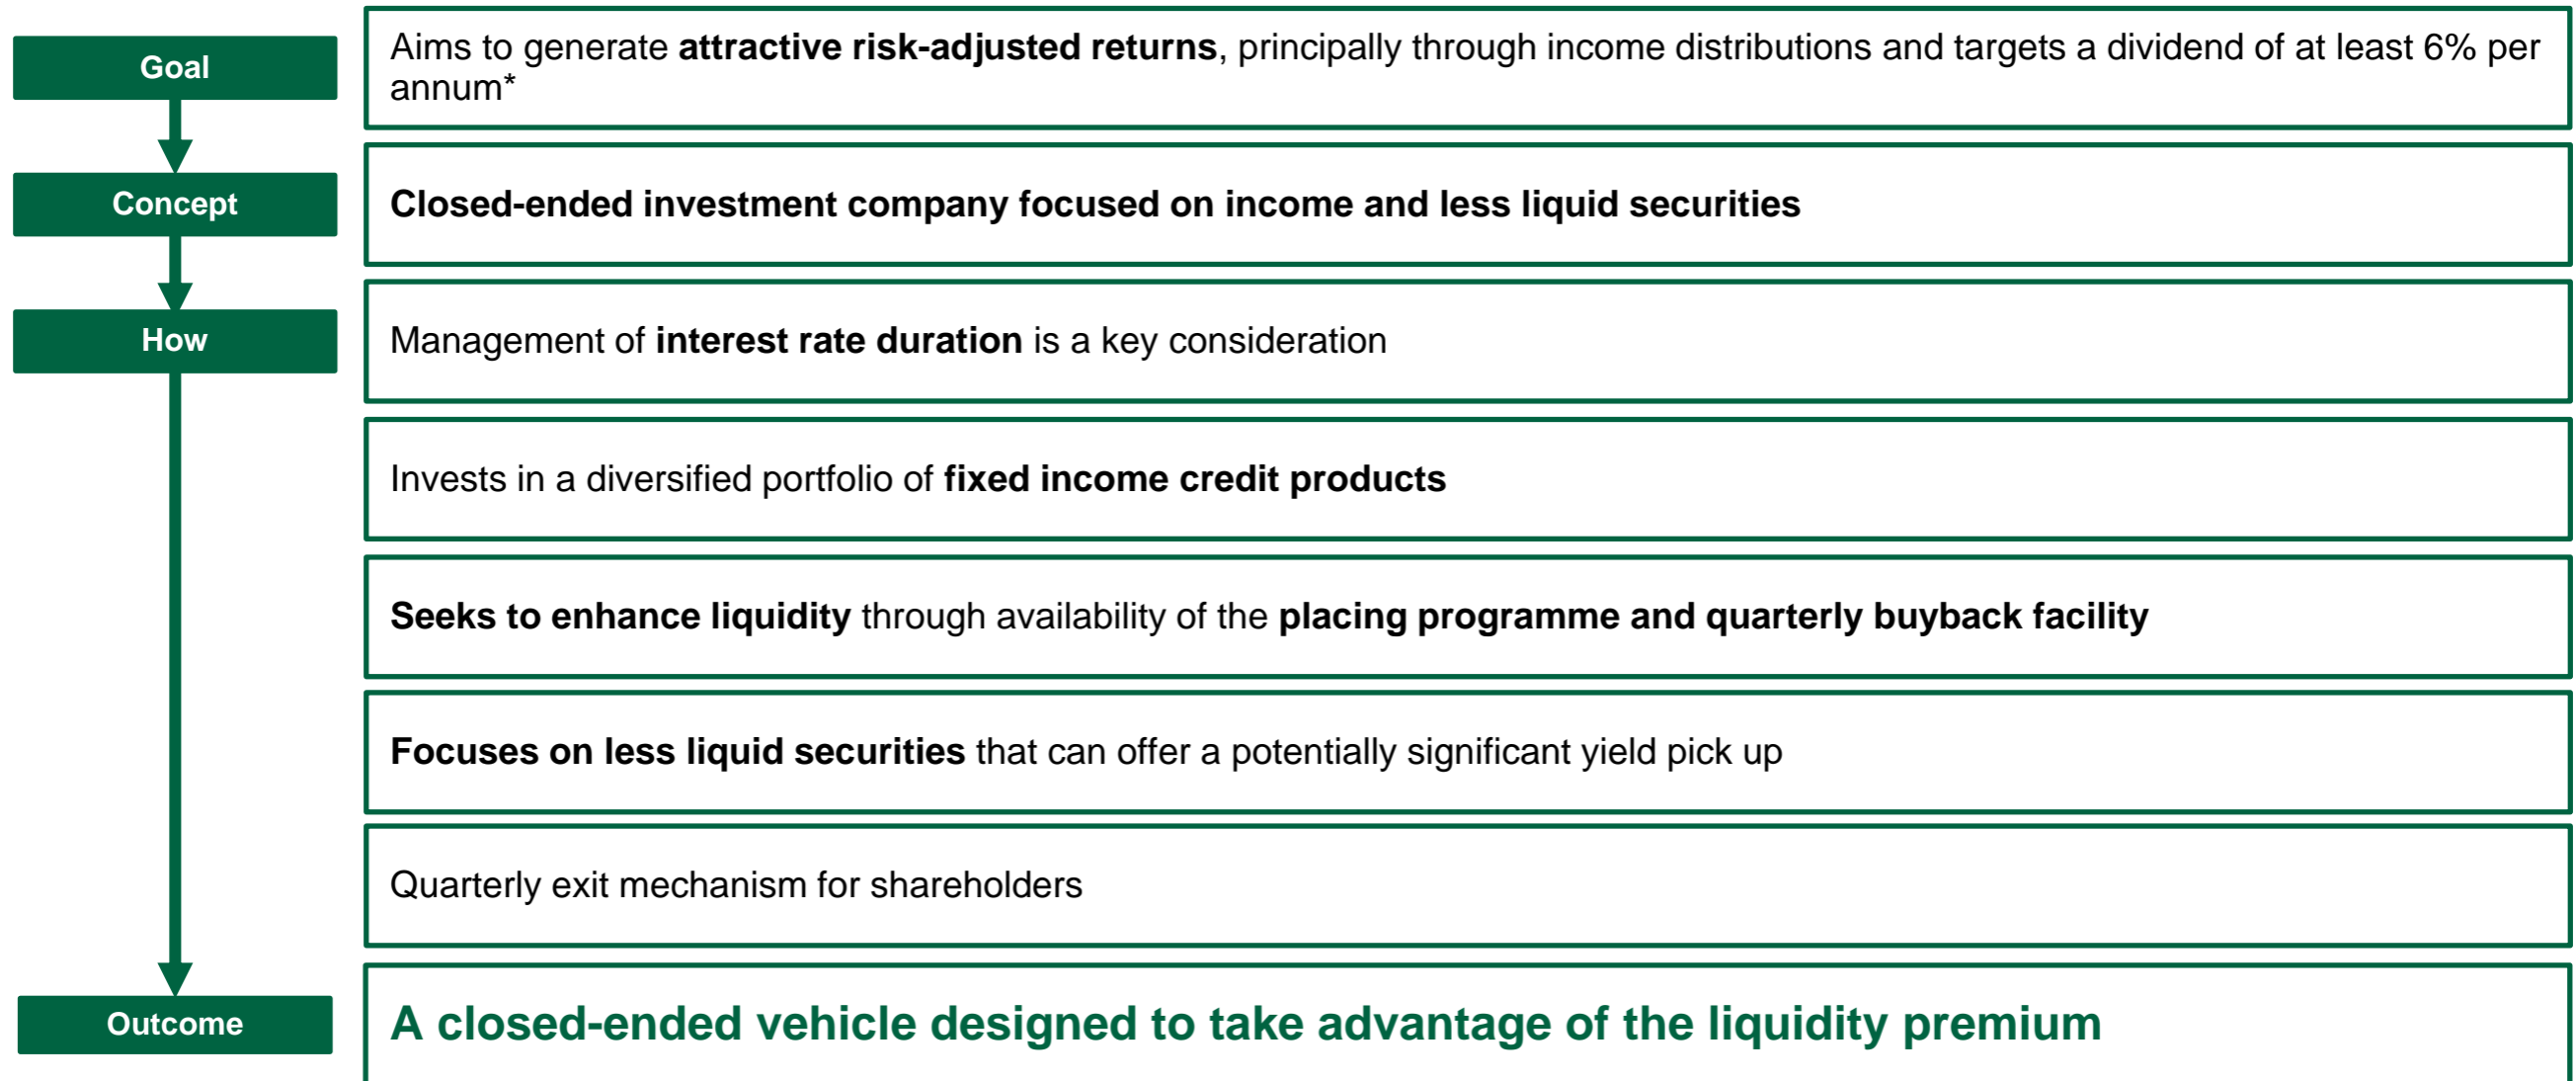 Goal
Aims to generate attractive risk-adjusted returns, principally through income distributions and targets a dividend of at least 6% per
annum*
Concept
Closed-ended investment company focused on income and less liquid securities
How
Management of interest rate duration is a key consideration
Invests in a diversified portfolio of fixed income credit products
Seeks to enhance liquidity through availability of the placing programme and quarterly buyback facility
Focuses on less liquid securities that can offer a potentially significant yield pick up
Quarterly exit mechanism for shareholders
Outcome
A closed-ended vehicle designed to take advantage of the liquidity premium